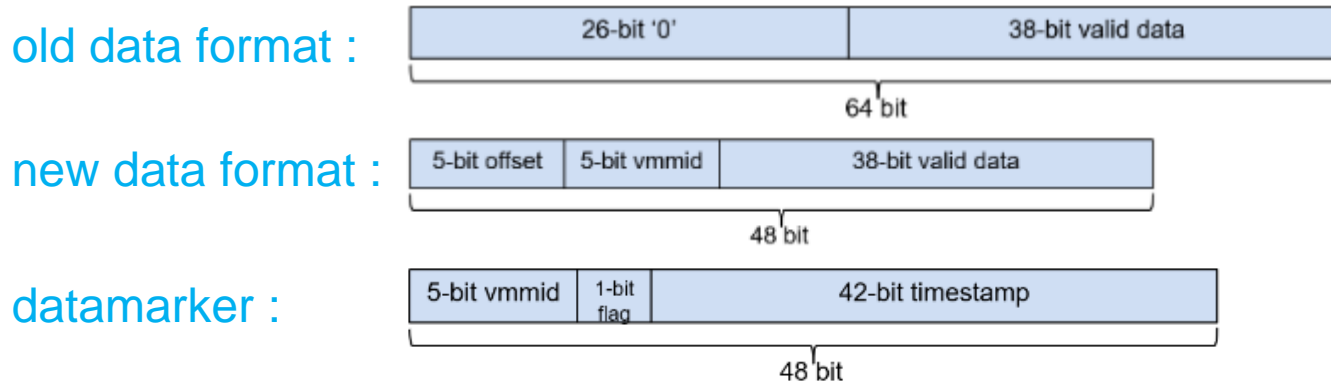 old data format :
26-bit ‘0’ 38-bit valid data
64 bit
new data format :
5-bit offset 5-bit vmmid 38-bit valid data
48 bit
datamarker :
5-bit vmmid 1-bit flag 42-bit timestamp
48 bit